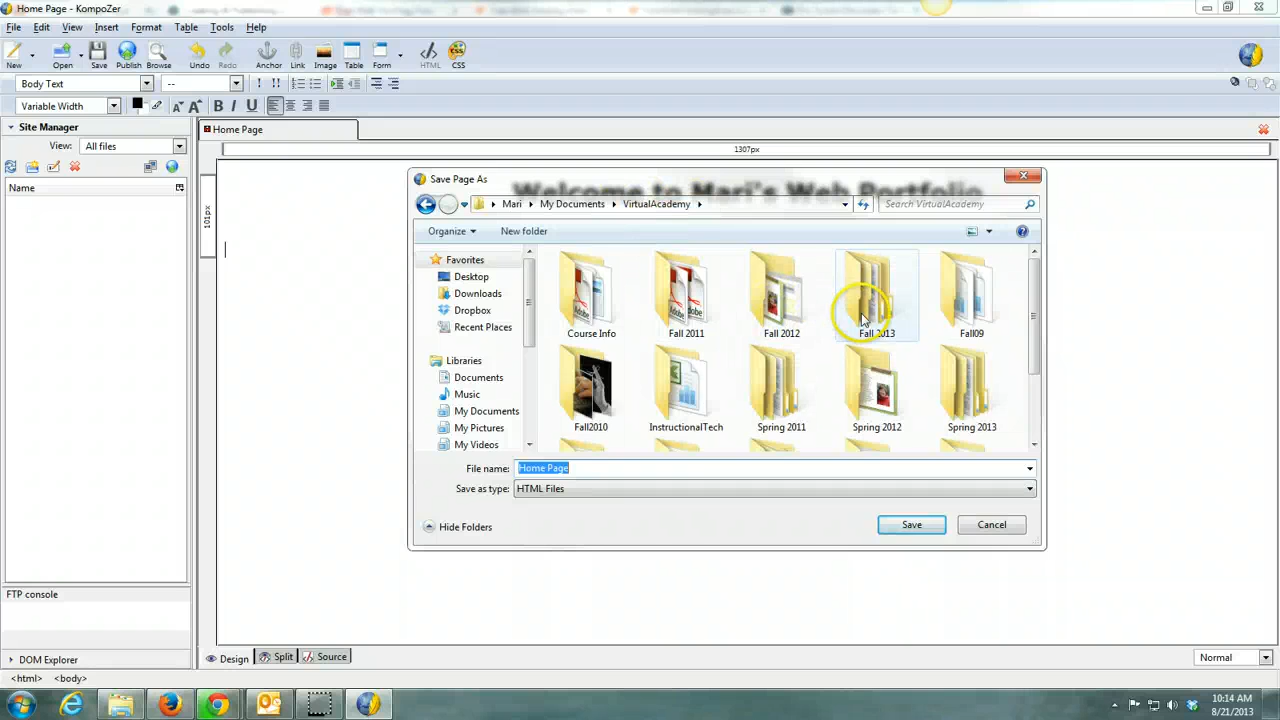 Home Page - KompoZer
File Edit View Insert Format Table Tools Help
New Open Save Publish Browse Undo Redo Anchor Link Image Table Form HTML CSS
Body Text --
Variable Width B I U
Site Manager
Home Page
View: All files
1307px
Name
101px
Welcome to Mari's Web Portfolio
Save Page As
Mari My Documents VirtualAcademy Search VirtualAcademy
Organize New folder
Favorites
Desktop
Downloads
Dropbox
Recent Places
Libraries
Documents
Music
My Documents
My Pictures
My Videos
Course Info Fall 2011 Fall 2012 Fall 2013 Fall09
Fall2010 InstructionalTech Spring 2011 Spring 2012 Spring 2013
File name: Home Page
Save as type: HTML Files
Hide Folders Save Cancel
FTP console
DOM Explorer
Design Split Source Normal
<html> <body>
10:14 AM
8/21/2013